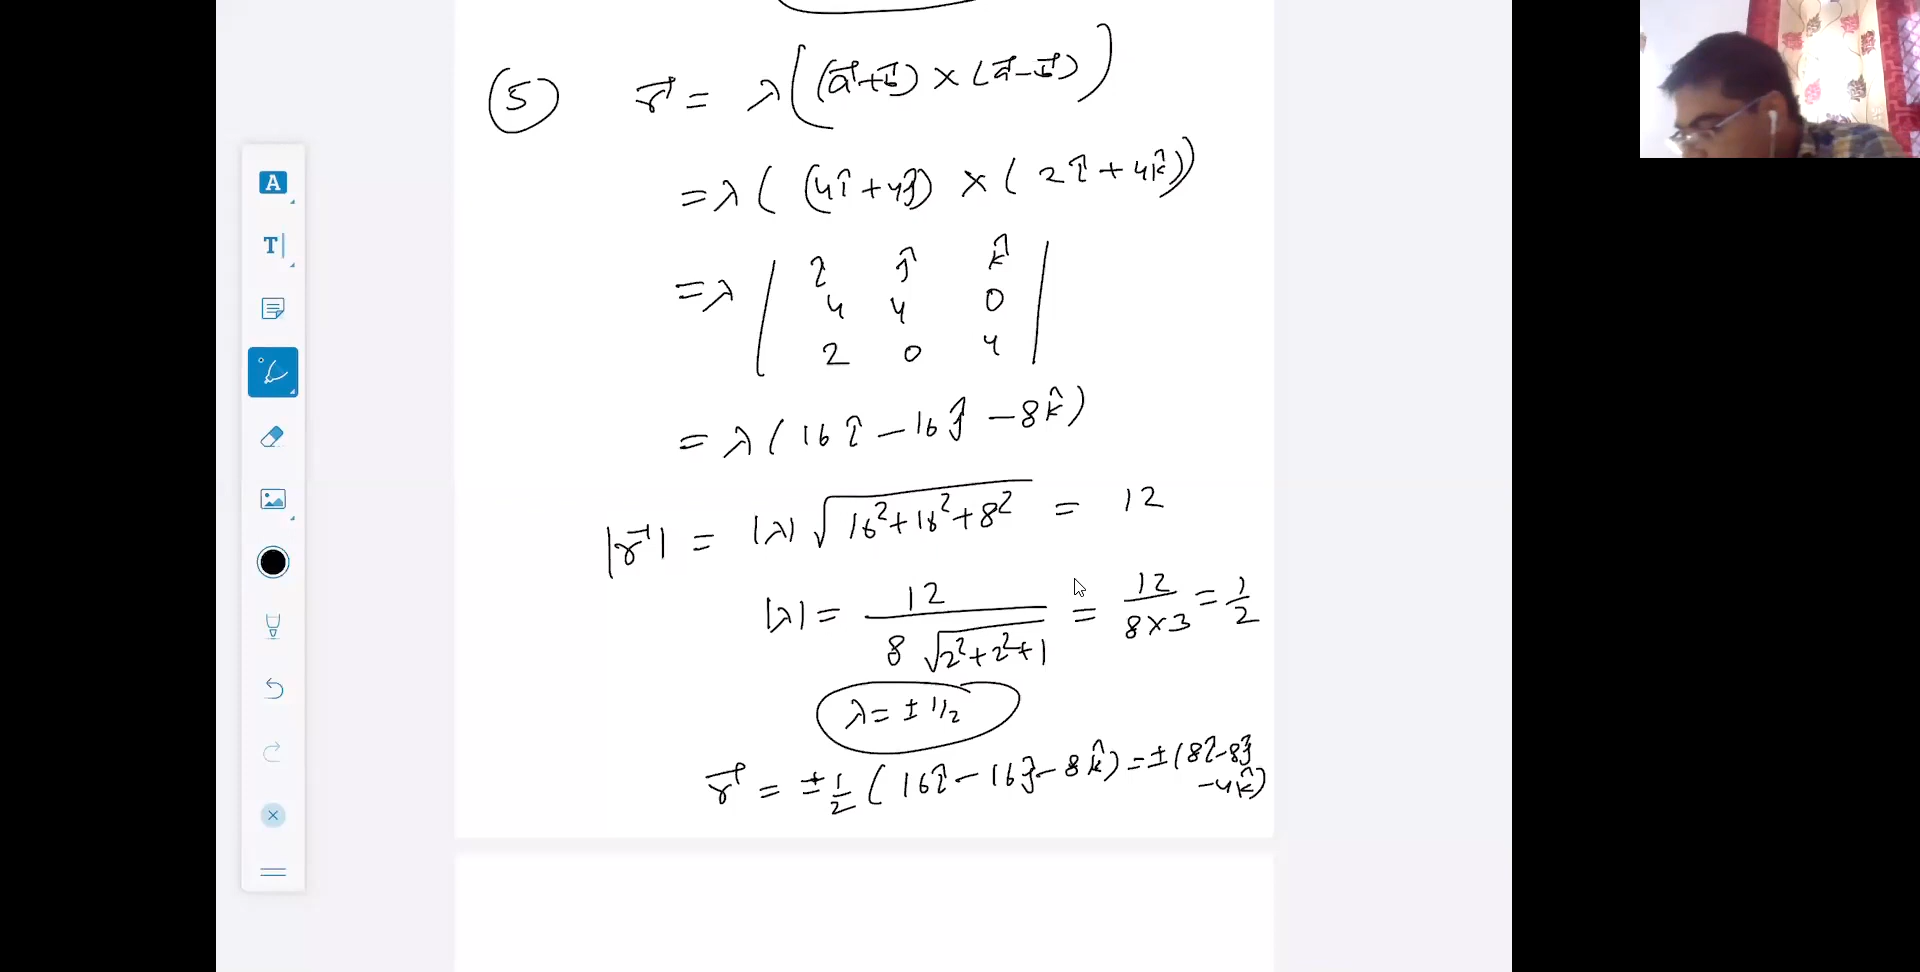 (5) r⃗ = λ((a⃗+b⃗) × (a⃗−b⃗))
= λ((4î+4ĵ) × (2î+4k̂))
= λ | î ĵ k̂
4 4 0
2 0 4 |
= λ(16î − 16ĵ − 8k̂)
|r⃗| = |λ| √(16²+16²+8²) = 12
|λ| = 12 / 8√(2²+2²+1) = 12 / 8×3 = 1/2
λ = ± 1/2
r⃗ = ± 1/2 (16î − 16ĵ − 8k̂) = ±(8î−8ĵ
−4k̂)
A
T